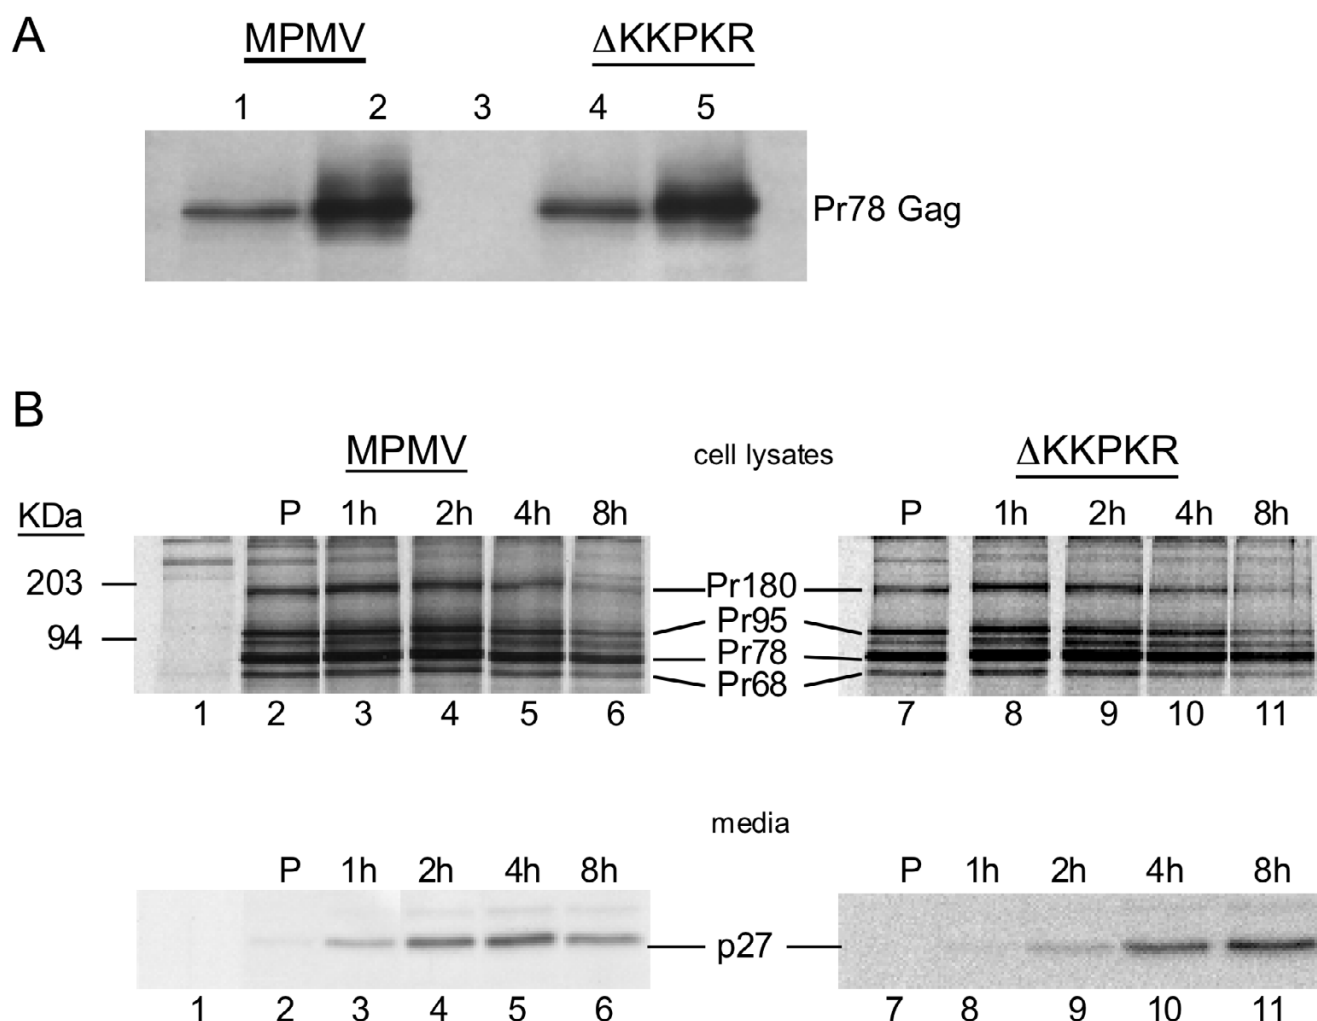 A
MPMV ΔKKPKR
1 2 3 4 5
Pr78 Gag
B
MPMV cell lysates ΔKKPKR
KDa P 1h 2h 4h 8h P 1h 2h 4h 8h
203
Pr180
94
Pr95
Pr78
Pr68
1 2 3 4 5 6 7 8 9 10 11
media
P 1h 2h 4h 8h P 1h 2h 4h 8h
p27
1 2 3 4 5 6 7 8 9 10 11